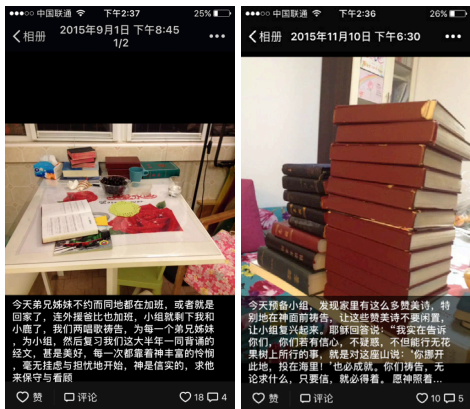 中国联通 下午2:37 25%
相册
2015年9月1日 下午8:45
1/2
今天弟兄姊妹不约而同地都在加班，或者就是
回家了，连外援爸比也加班，小组就剩下我和
小鹿了，我们两唱歌祷告，为每一个弟兄姊妹，
为小组，然后复习我们这大半年一同背诵的
经文，甚是美好，每一次都靠着神丰富的怜悯
，毫无挂虑与担忧地开始，神是信实的，求他
来保守与看顾
赞 评论 18 4
中国联通 下午2:36 26%
相册 2015年11月10日 下午6:30
今天预备小组，发现家里有这么多赞美诗，特
别地在神面前祷告，让这些赞美诗不要闲置，
让小组复兴起来，耶稣回答说：“我实在告诉
你们，你们若有信心，不疑惑，不但能行无花
果树上所行的事，就是对这座山说：‘你挪开
此地，投在海里！’也必成就。你们祷告，无
论求什么，只要信，就必得着。 愿神照着...
赞 评论 10 5